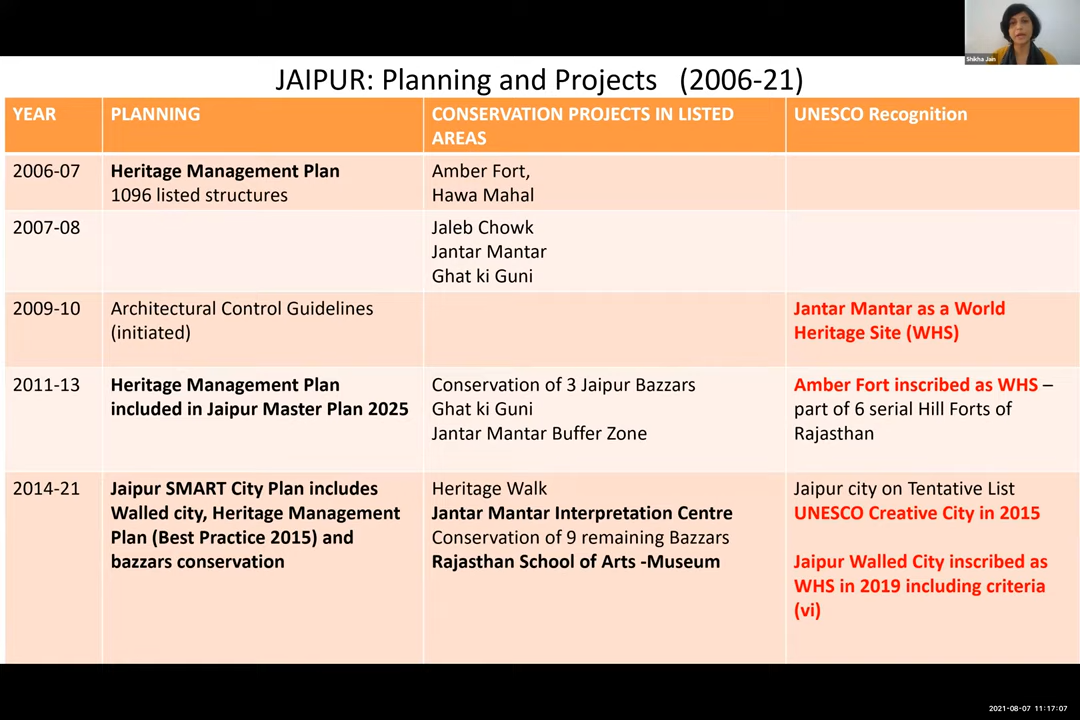 Shikha Jain
JAIPUR: Planning and Projects (2006-21)
YEAR
PLANNING
CONSERVATION PROJECTS IN LISTED
AREAS
UNESCO Recognition
2006-07
Heritage Management Plan
1096 listed structures
Amber Fort,
Hawa Mahal
2007-08
Jaleb Chowk
Jantar Mantar
Ghat ki Guni
2009-10
Architectural Control Guidelines
(initiated)
Jantar Mantar as a World
Heritage Site (WHS)
2011-13
Heritage Management Plan
included in Jaipur Master Plan 2025
Conservation of 3 Jaipur Bazzars
Ghat ki Guni
Jantar Mantar Buffer Zone
Amber Fort inscribed as WHS –
part of 6 serial Hill Forts of
Rajasthan
2014-21
Jaipur SMART City Plan includes
Walled city, Heritage Management
Plan (Best Practice 2015) and
bazzars conservation
Heritage Walk
Jantar Mantar Interpretation Centre
Conservation of 9 remaining Bazzars
Rajasthan School of Arts -Museum
Jaipur city on Tentative List
UNESCO Creative City in 2015
Jaipur Walled City inscribed as
WHS in 2019 including criteria
(vi)
2021-08-07 11:17:07